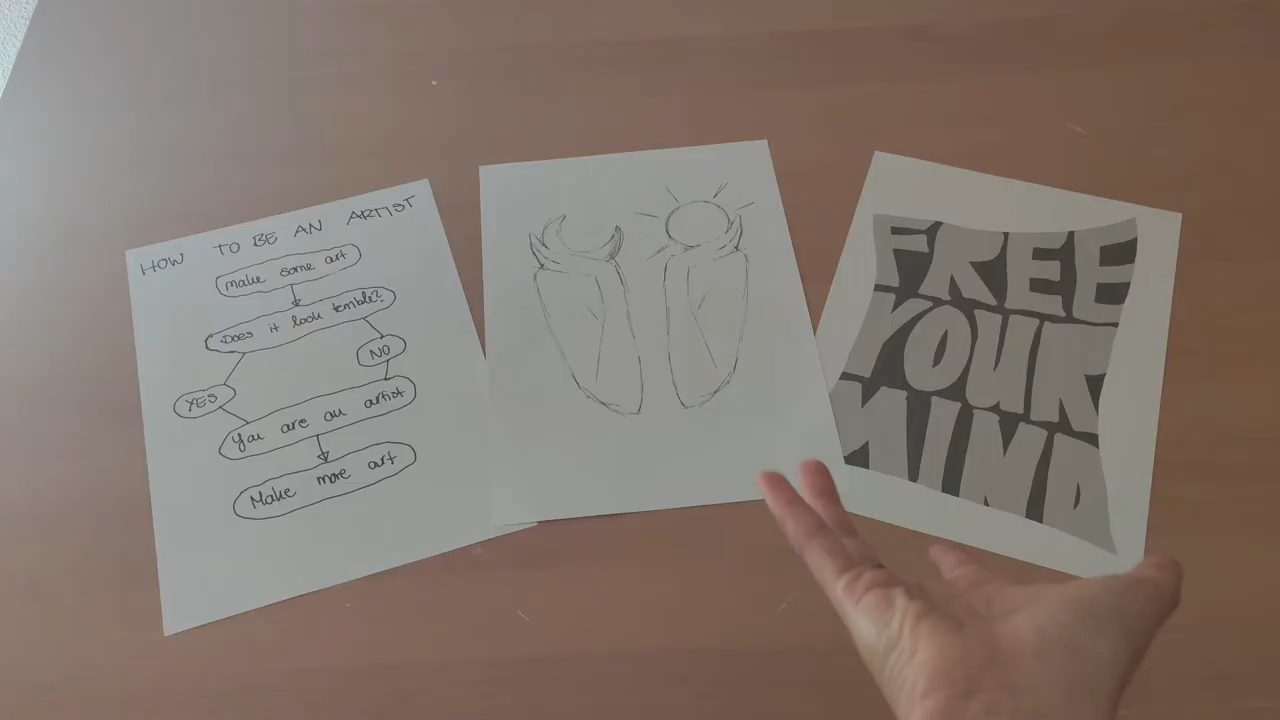 HOW TO BE AN ARTIST
make some art
Does it look terrible?
NO
YES
You are an artist
Make more art
FREE
YOUR
MIND